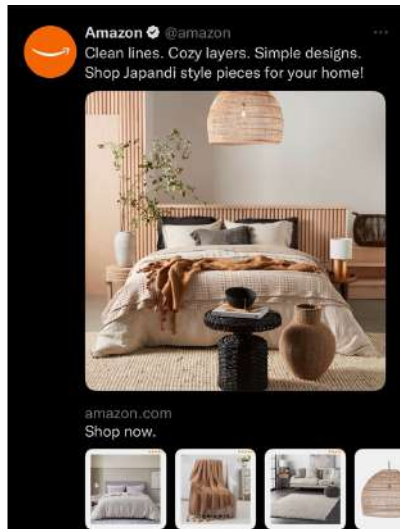 Amazon @amazon
Clean lines. Cozy layers. Simple designs.
Shop Japandi style pieces for your home!
amazon.com
Shop now.